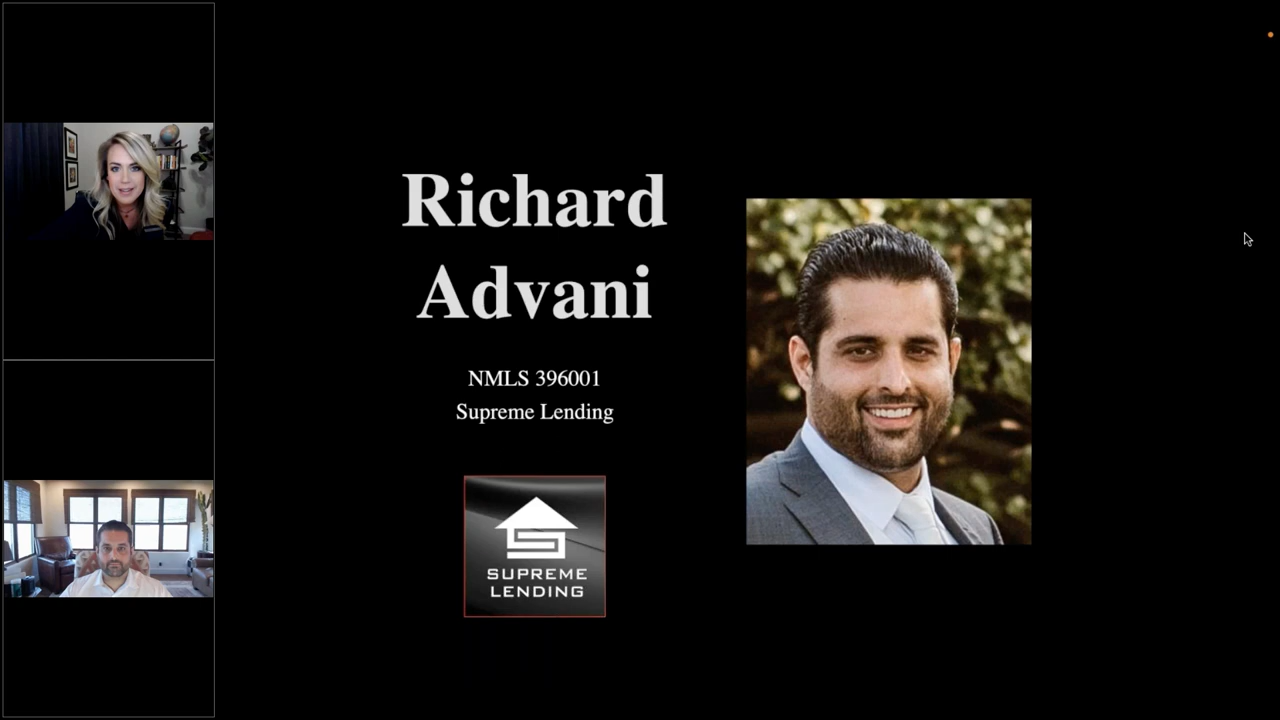 Richard
Advani
NMLS 396001
Supreme Lending
SUPREME
LENDING